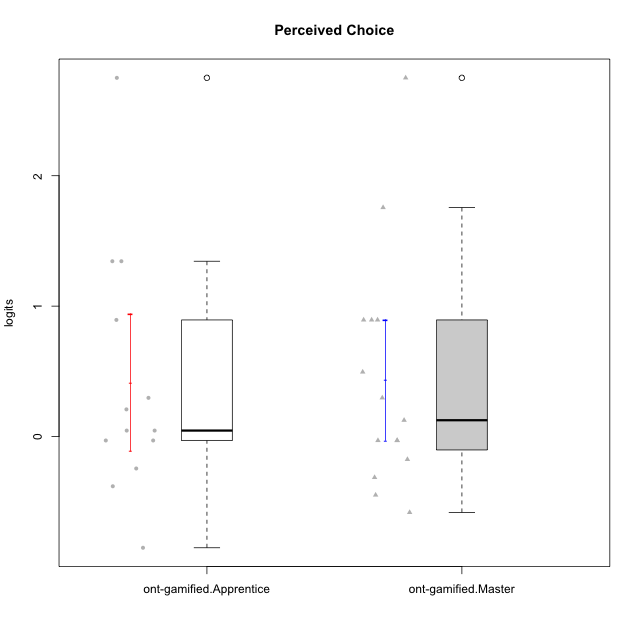 Perceived Choice
logits
2
1
0
ont-gamified.Apprentice
ont-gamified.Master